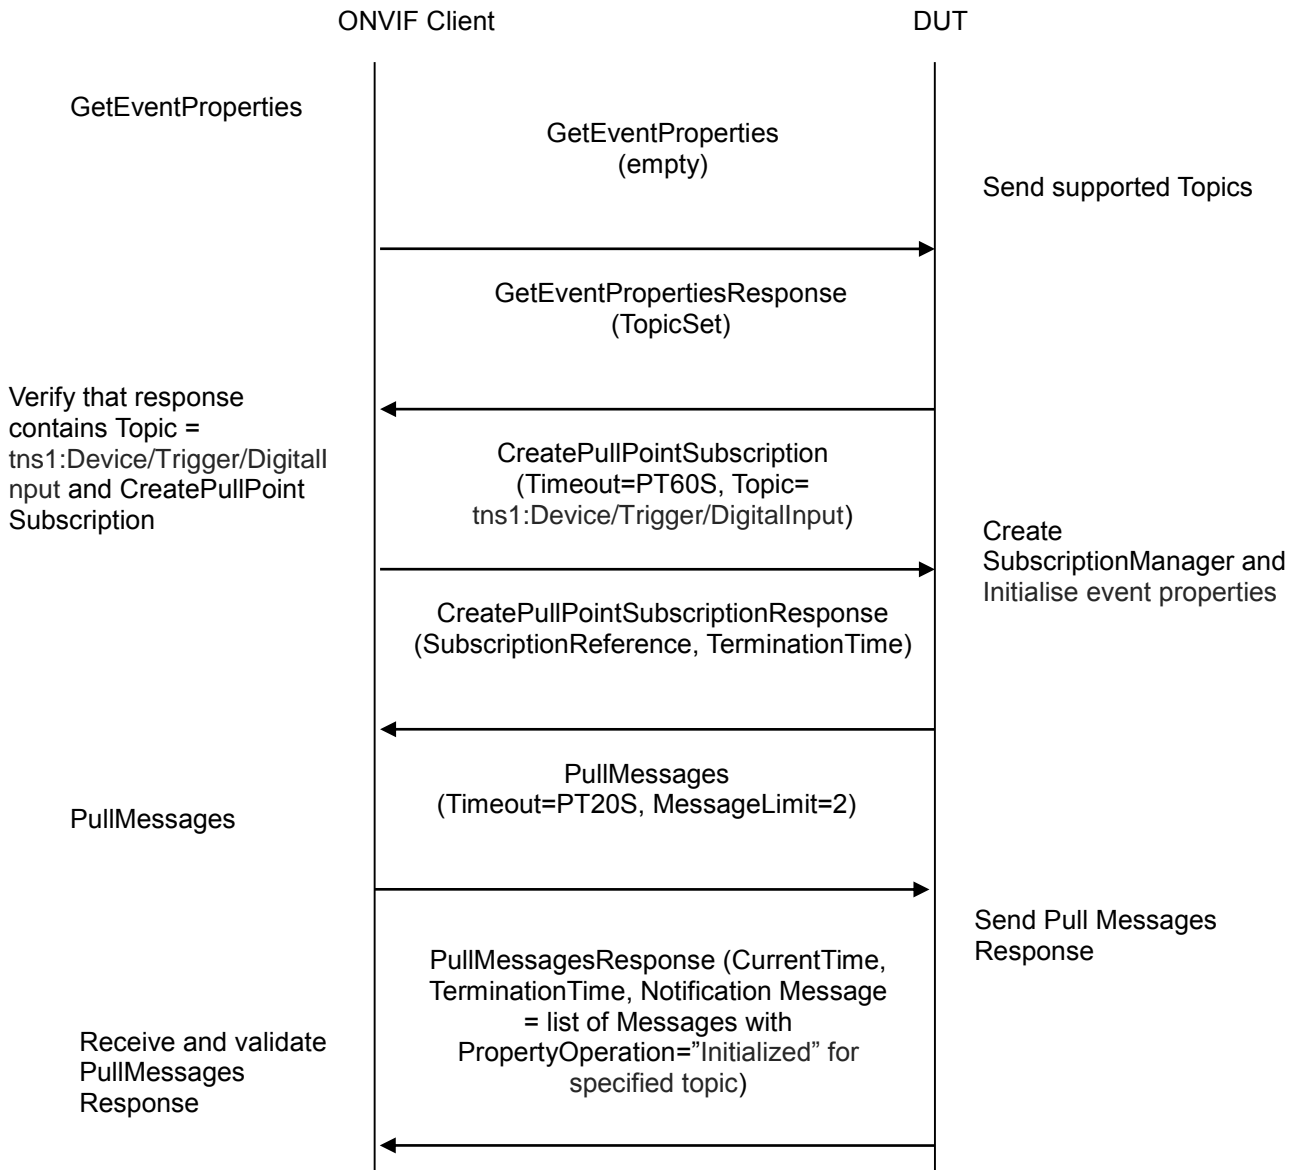 ONVIF Client
DUT
GetEventProperties
GetEventProperties
(empty)
Send supported Topics
GetEventPropertiesResponse
(TopicSet)
Verify that response
contains Topic =
tns1:Device/Trigger/DigitalI
nput and CreatePullPoint
Subscription
CreatePullPointSubscription
(Timeout=PT60S, Topic=
tns1:Device/Trigger/DigitalInput)
Create
SubscriptionManager and
Initialise event properties
CreatePullPointSubscriptionResponse
(SubscriptionReference, TerminationTime)
PullMessages
(Timeout=PT20S, MessageLimit=2)
PullMessages
Send Pull Messages
Response
PullMessagesResponse (CurrentTime,
TerminationTime, Notification Message
= list of Messages with
PropertyOperation=”Initialized” for
specified topic)
Receive and validate
PullMessages
Response